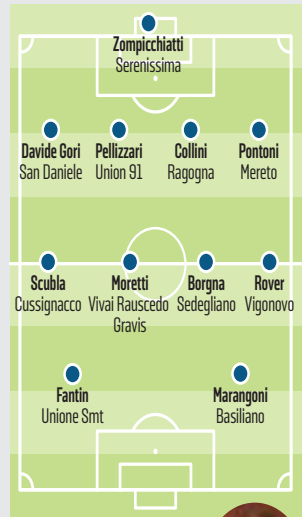 Zompicchiatti
Serenissima
Davide Gori Pellizzari Collini Pontoni
San Daniele Union 91 Ragogna Mereto
Scubla Moretti Borgna Rover
Cussignacco Vivai Rauscedo Sedegliano Vigonovo
Gravis
Fantin Marangoni
Unione Smt Basiliano